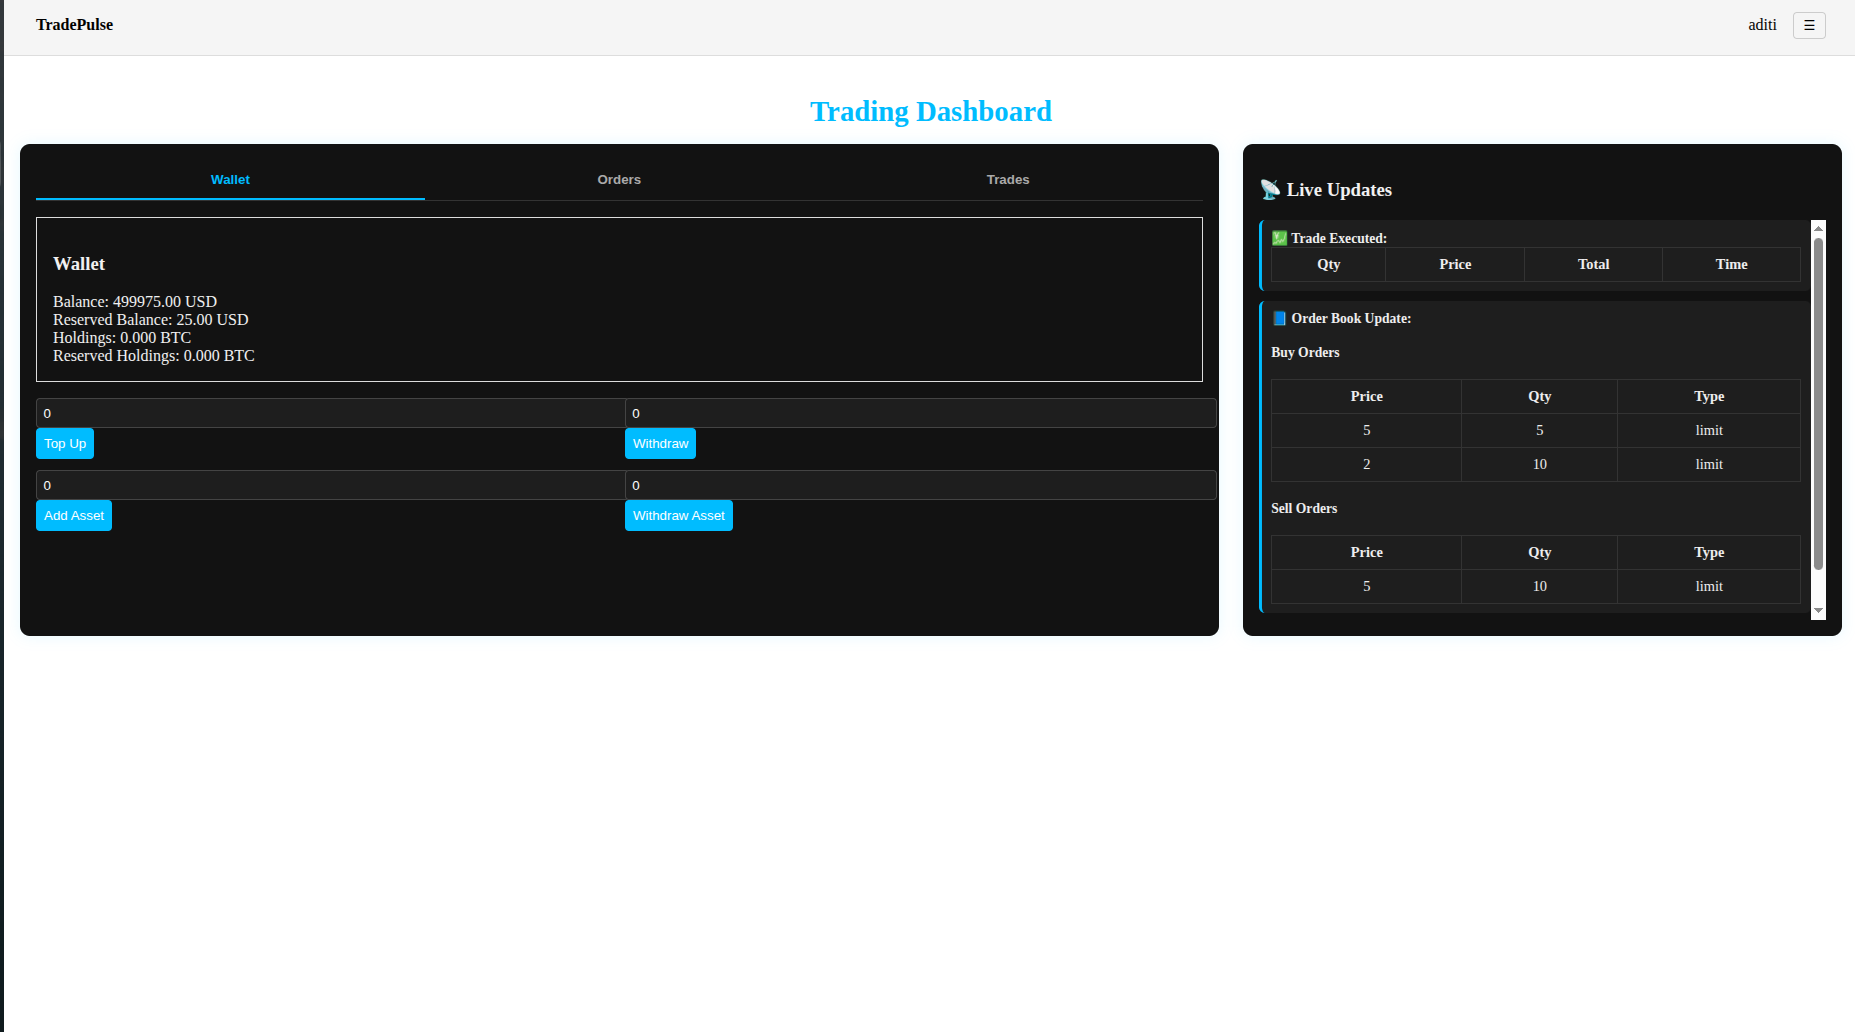 TradePulse
aditi ☰
Trading Dashboard
Wallet Orders Trades
Wallet
Balance: 499975.00 USD
Reserved Balance: 25.00 USD
Holdings: 0.000 BTC
Reserved Holdings: 0.000 BTC
0 0
Top Up Withdraw
0 0
Add Asset Withdraw Asset
📡 Live Updates
💹 Trade Executed:
Qty Price Total Time
📘 Order Book Update:
Buy Orders
Price Qty Type
5 5 limit
2 10 limit
Sell Orders
Price Qty Type
5 10 limit